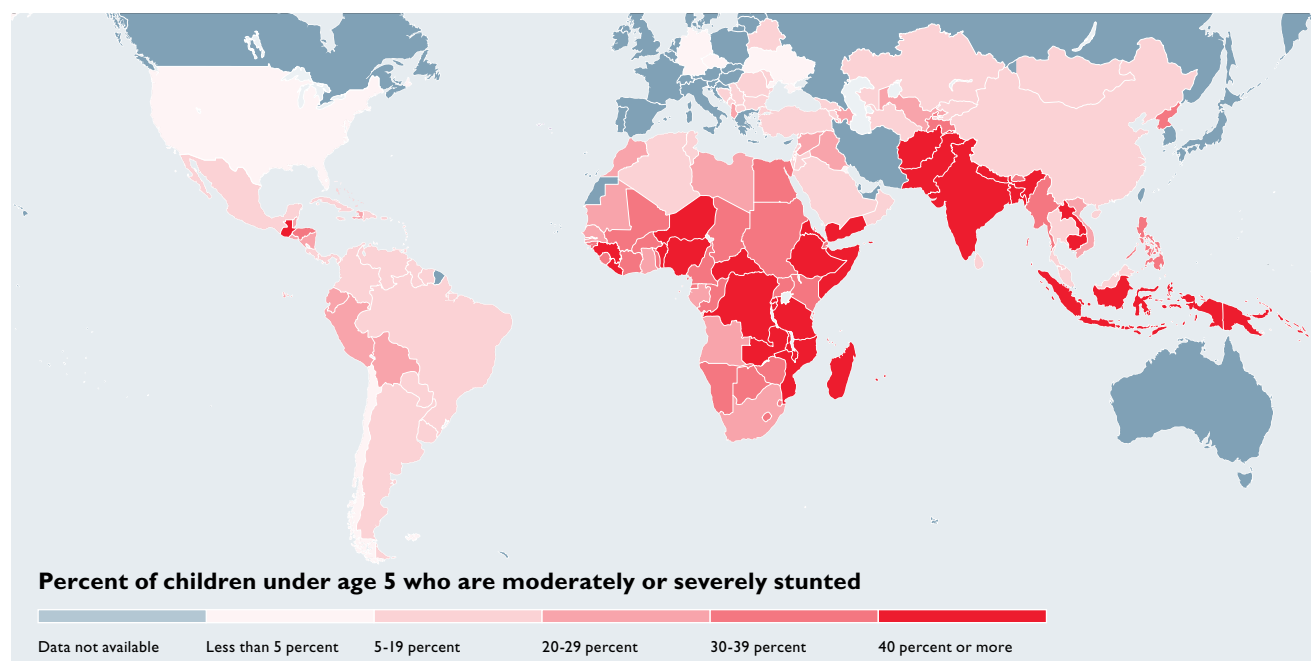 Percent of children under age 5 who are moderately or severely stunted
Data not available
Less than 5 percent
5-19 percent
20-29 percent
30-39 percent
40 percent or more